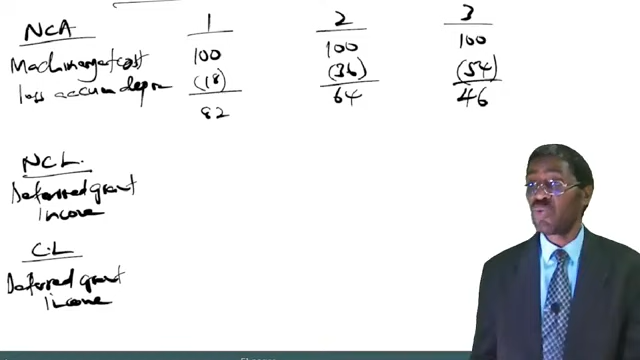 NCA 1 2 3
Machinery at cost 100 100 100
less accum depn (18) (36) (54)
82 64 46
NCL.
Deferred grant
income
C.L
Deferred grant
income